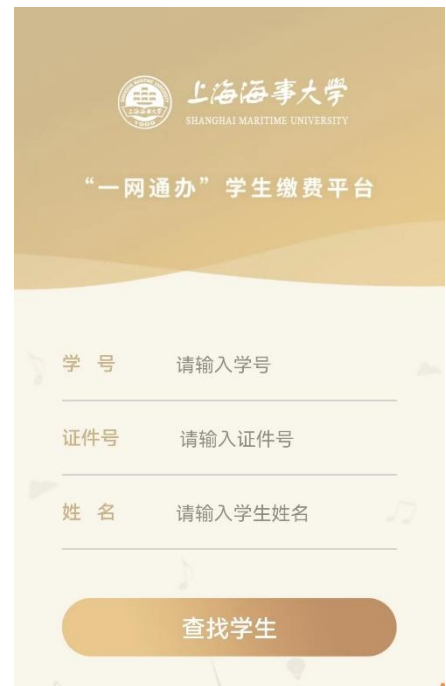 上海海事大學
SHANGHAI MARITIME UNIVERSITY
“一网通办”学生缴费平台
学 号 请输入学号
证件号 请输入证件号
姓 名 请输入学生姓名
查找学生